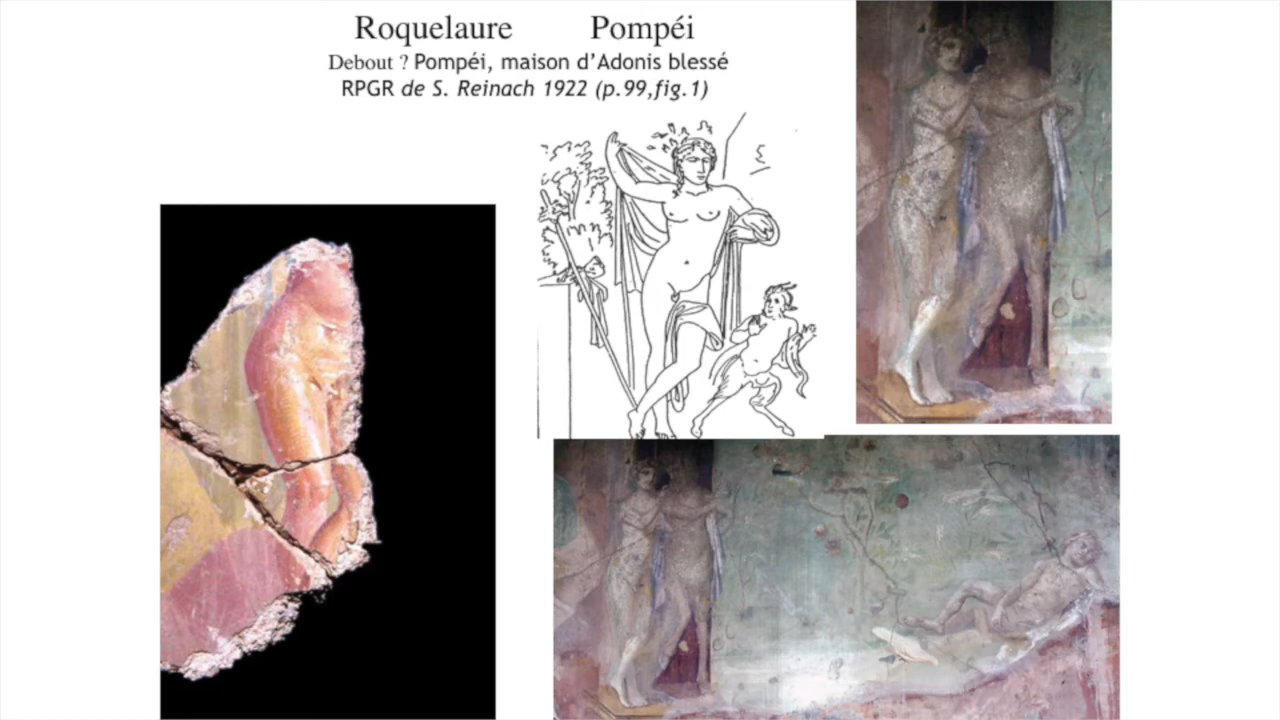 Roquelaure Pompéi
Debout ? Pompéi, maison d’Adonis blessé
RPGR de S. Reinach 1922 (p.99,fig.1)